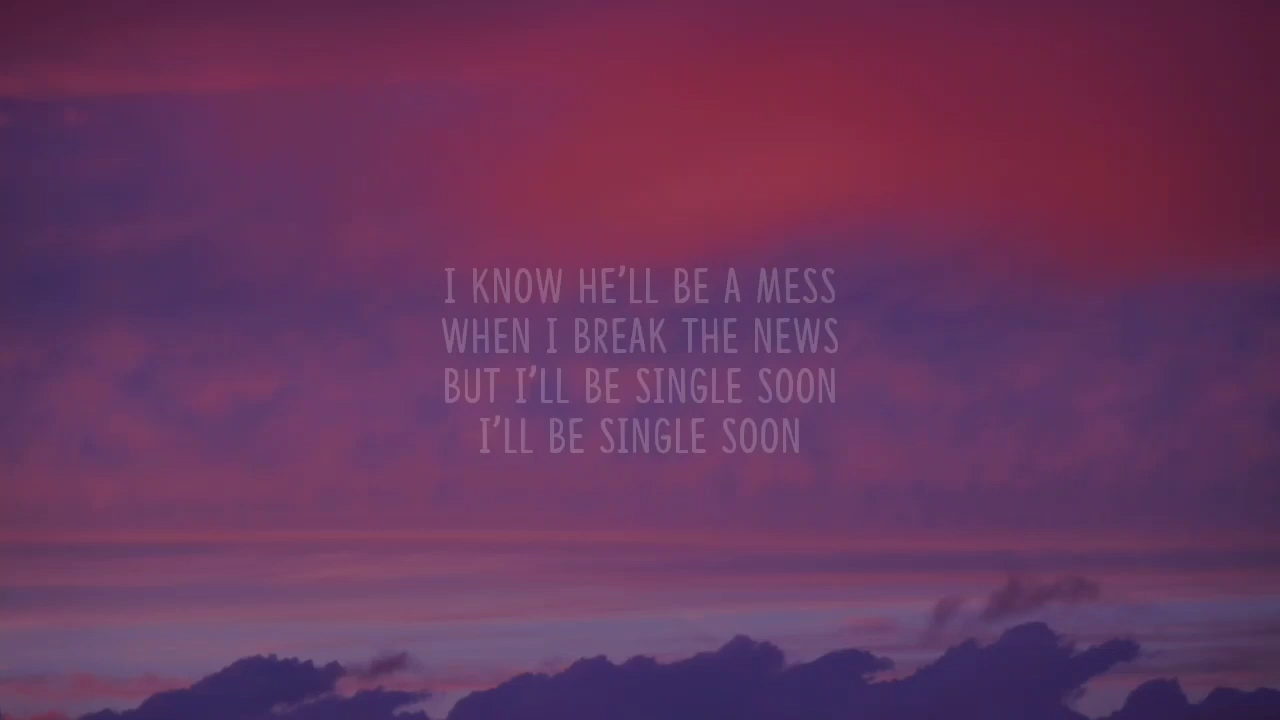 I KNOW HE'LL BE A MESS
WHEN I BREAK THE NEWS
BUT I'LL BE SINGLE SOON
I'LL BE SINGLE SOON